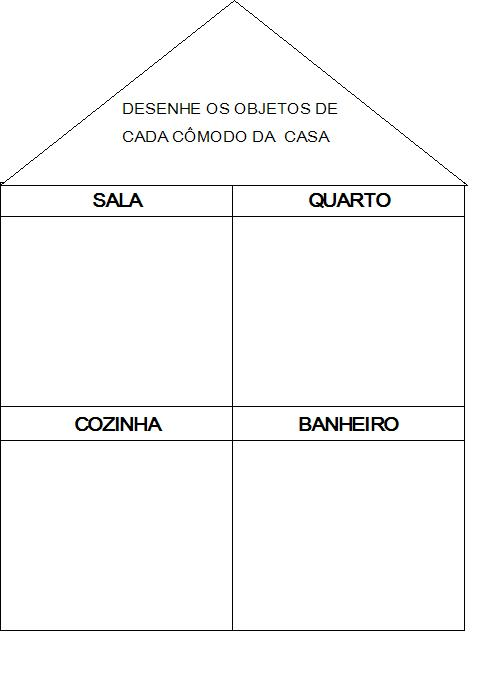 DESENHE OS OBJETOS DE
CADA CÔMODO DA CASA
SALA
QUARTO
COZINHA
BANHEIRO